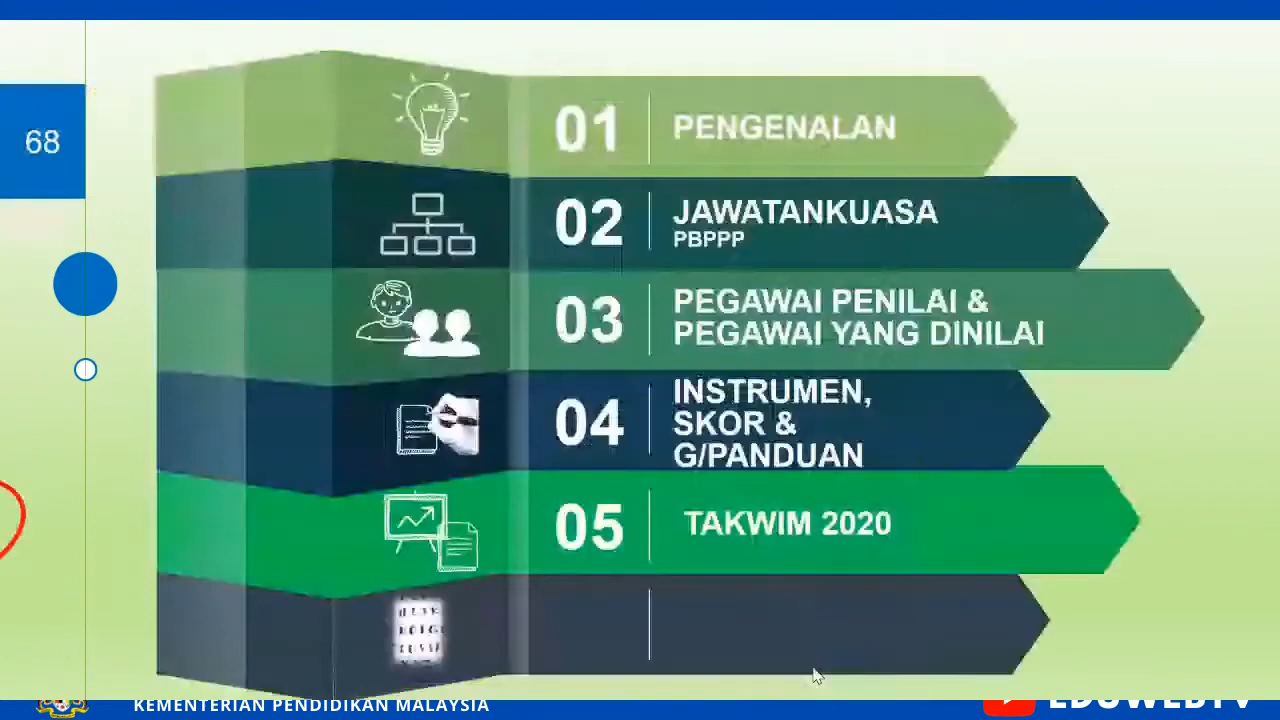 68
01 PENGENALAN
02 JAWATANKUASA
PBPPP
03 PEGAWAI PENILAI &
PEGAWAI YANG DINILAI
04 INSTRUMEN,
SKOR &
G/PANDUAN
05 TAKWIM 2020
KEMENTERIAN PENDIDIKAN MALAYSIA
EDUWEBTV